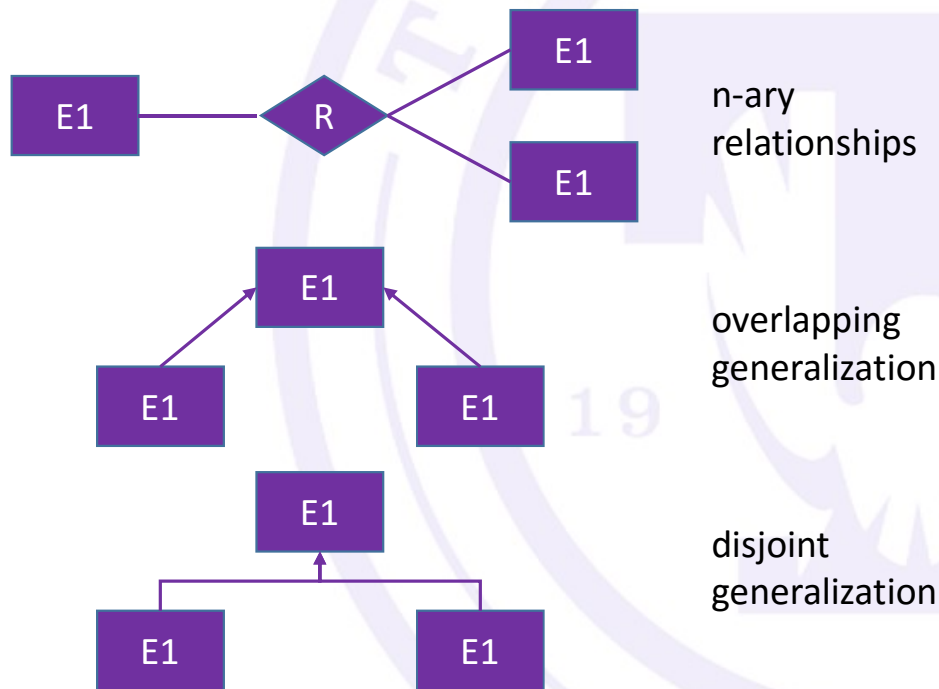 E1
E1
R
n-ary
relationships
E1
E1
overlapping
generalization
E1
E1
19
E1
disjoint
generalization
E1
E1